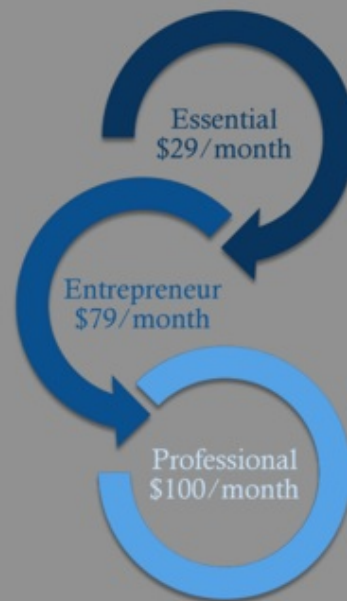 Essential
$29/month
Entrepreneur
$79/month
Professional
$100/month